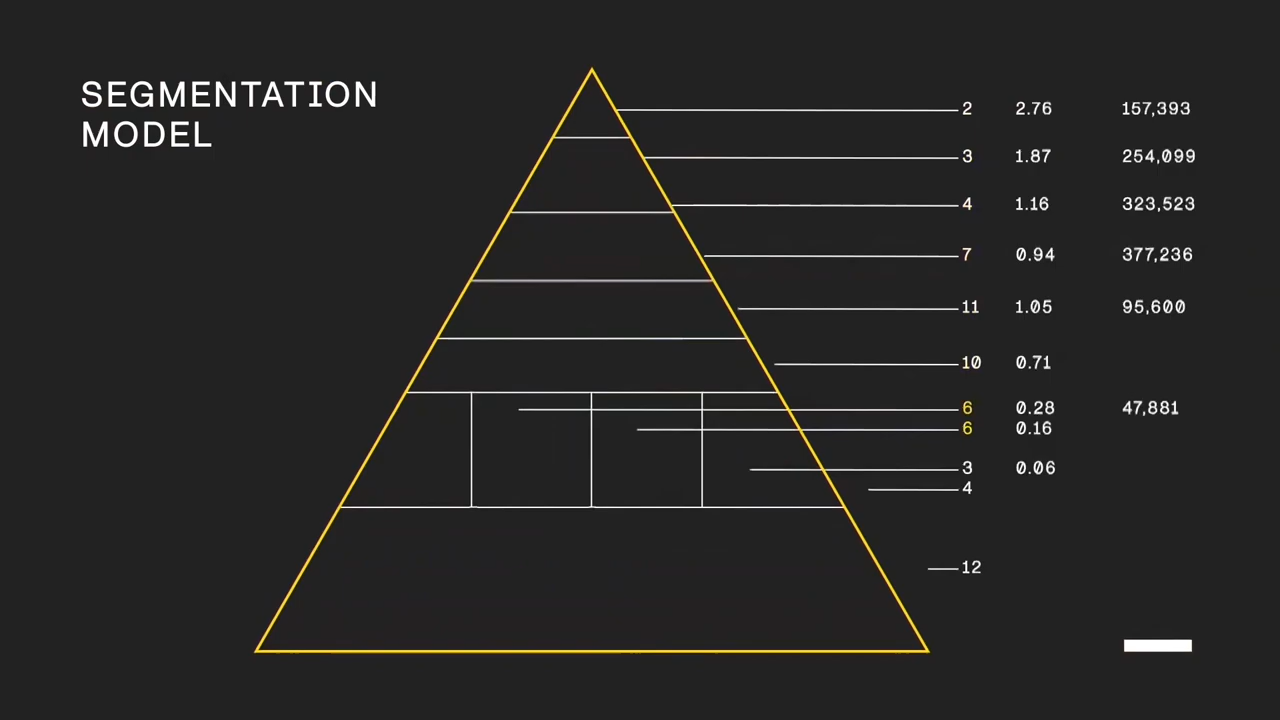 SEGMENTATION
MODEL
2 2.76 157,393
3 1.87 254,099
4 1.16 323,523
7 0.94 377,236
11 1.05 95,600
10 0.71
6 0.28 47,881
6 0.16
3 0.06
4
12